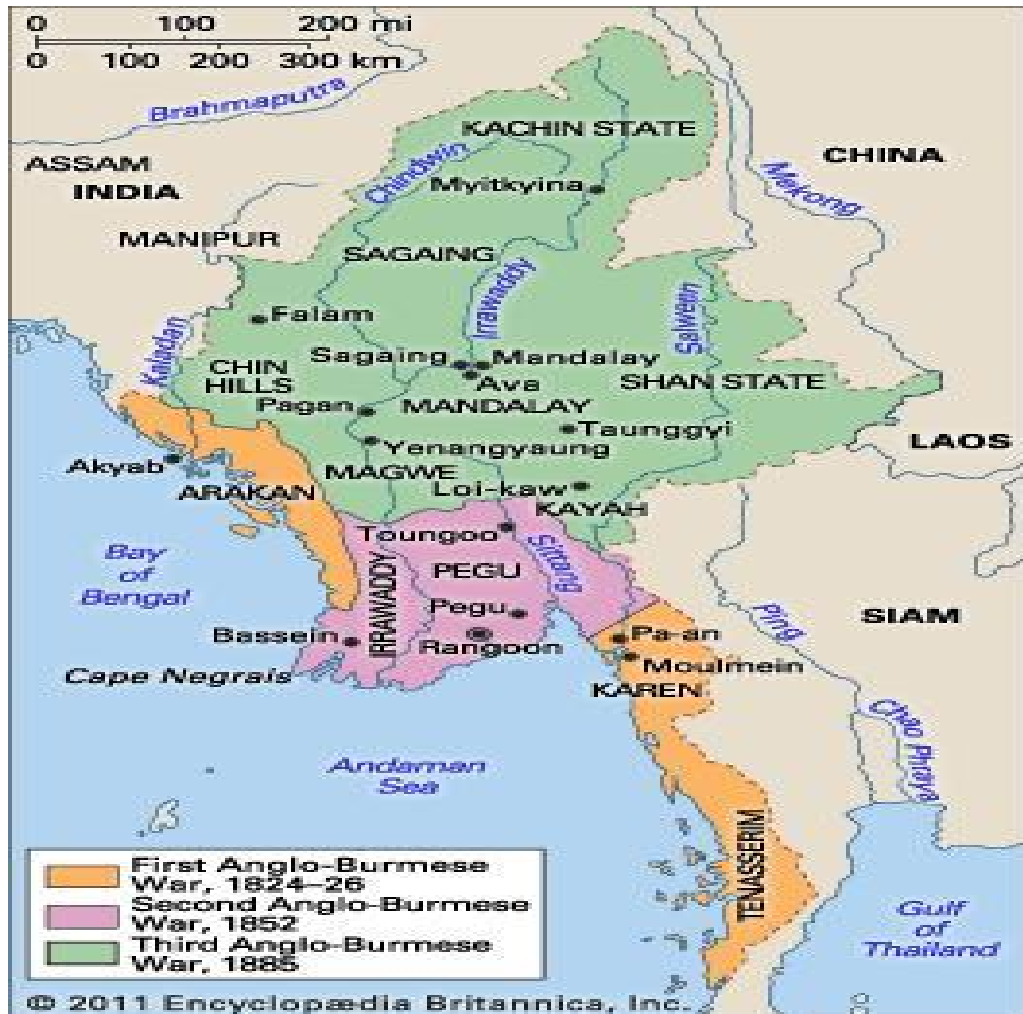 0 100 200 mi
0 100 200 300 km
Brahmaputra
ASSAM
INDIA
MANIPUR
KACHIN STATE
CHINA
Chindwin
Myitkyina
Mekong
SAGAING
Irrawaddy
Salween
Falam
Kaladan
CHIN
HILLS
Sagaing
Mandalay
Ava
SHAN STATE
Pagan
MANDALAY
Taunggyi
Yenangyaung
LAOS
Akyab
MAGWE
Loi-kaw
ARAKAN
KAYAH
Toungoo
Sittang
Bay
of
Bengal
PEGU
IRRAWADDY
Pegu
Ping
SIAM
Bassein
Rangoon
Pa-an
Moulmein
Cape Negrais
KAREN
Chao Phraya
Andaman
Sea
TENASSERIM
First Anglo-Burmese
War, 1824–26
Second Anglo-Burmese
War, 1852
Third Anglo-Burmese
War, 1885
Gulf
of
Thailand
© 2011 Encyclopædia Britannica, Inc.